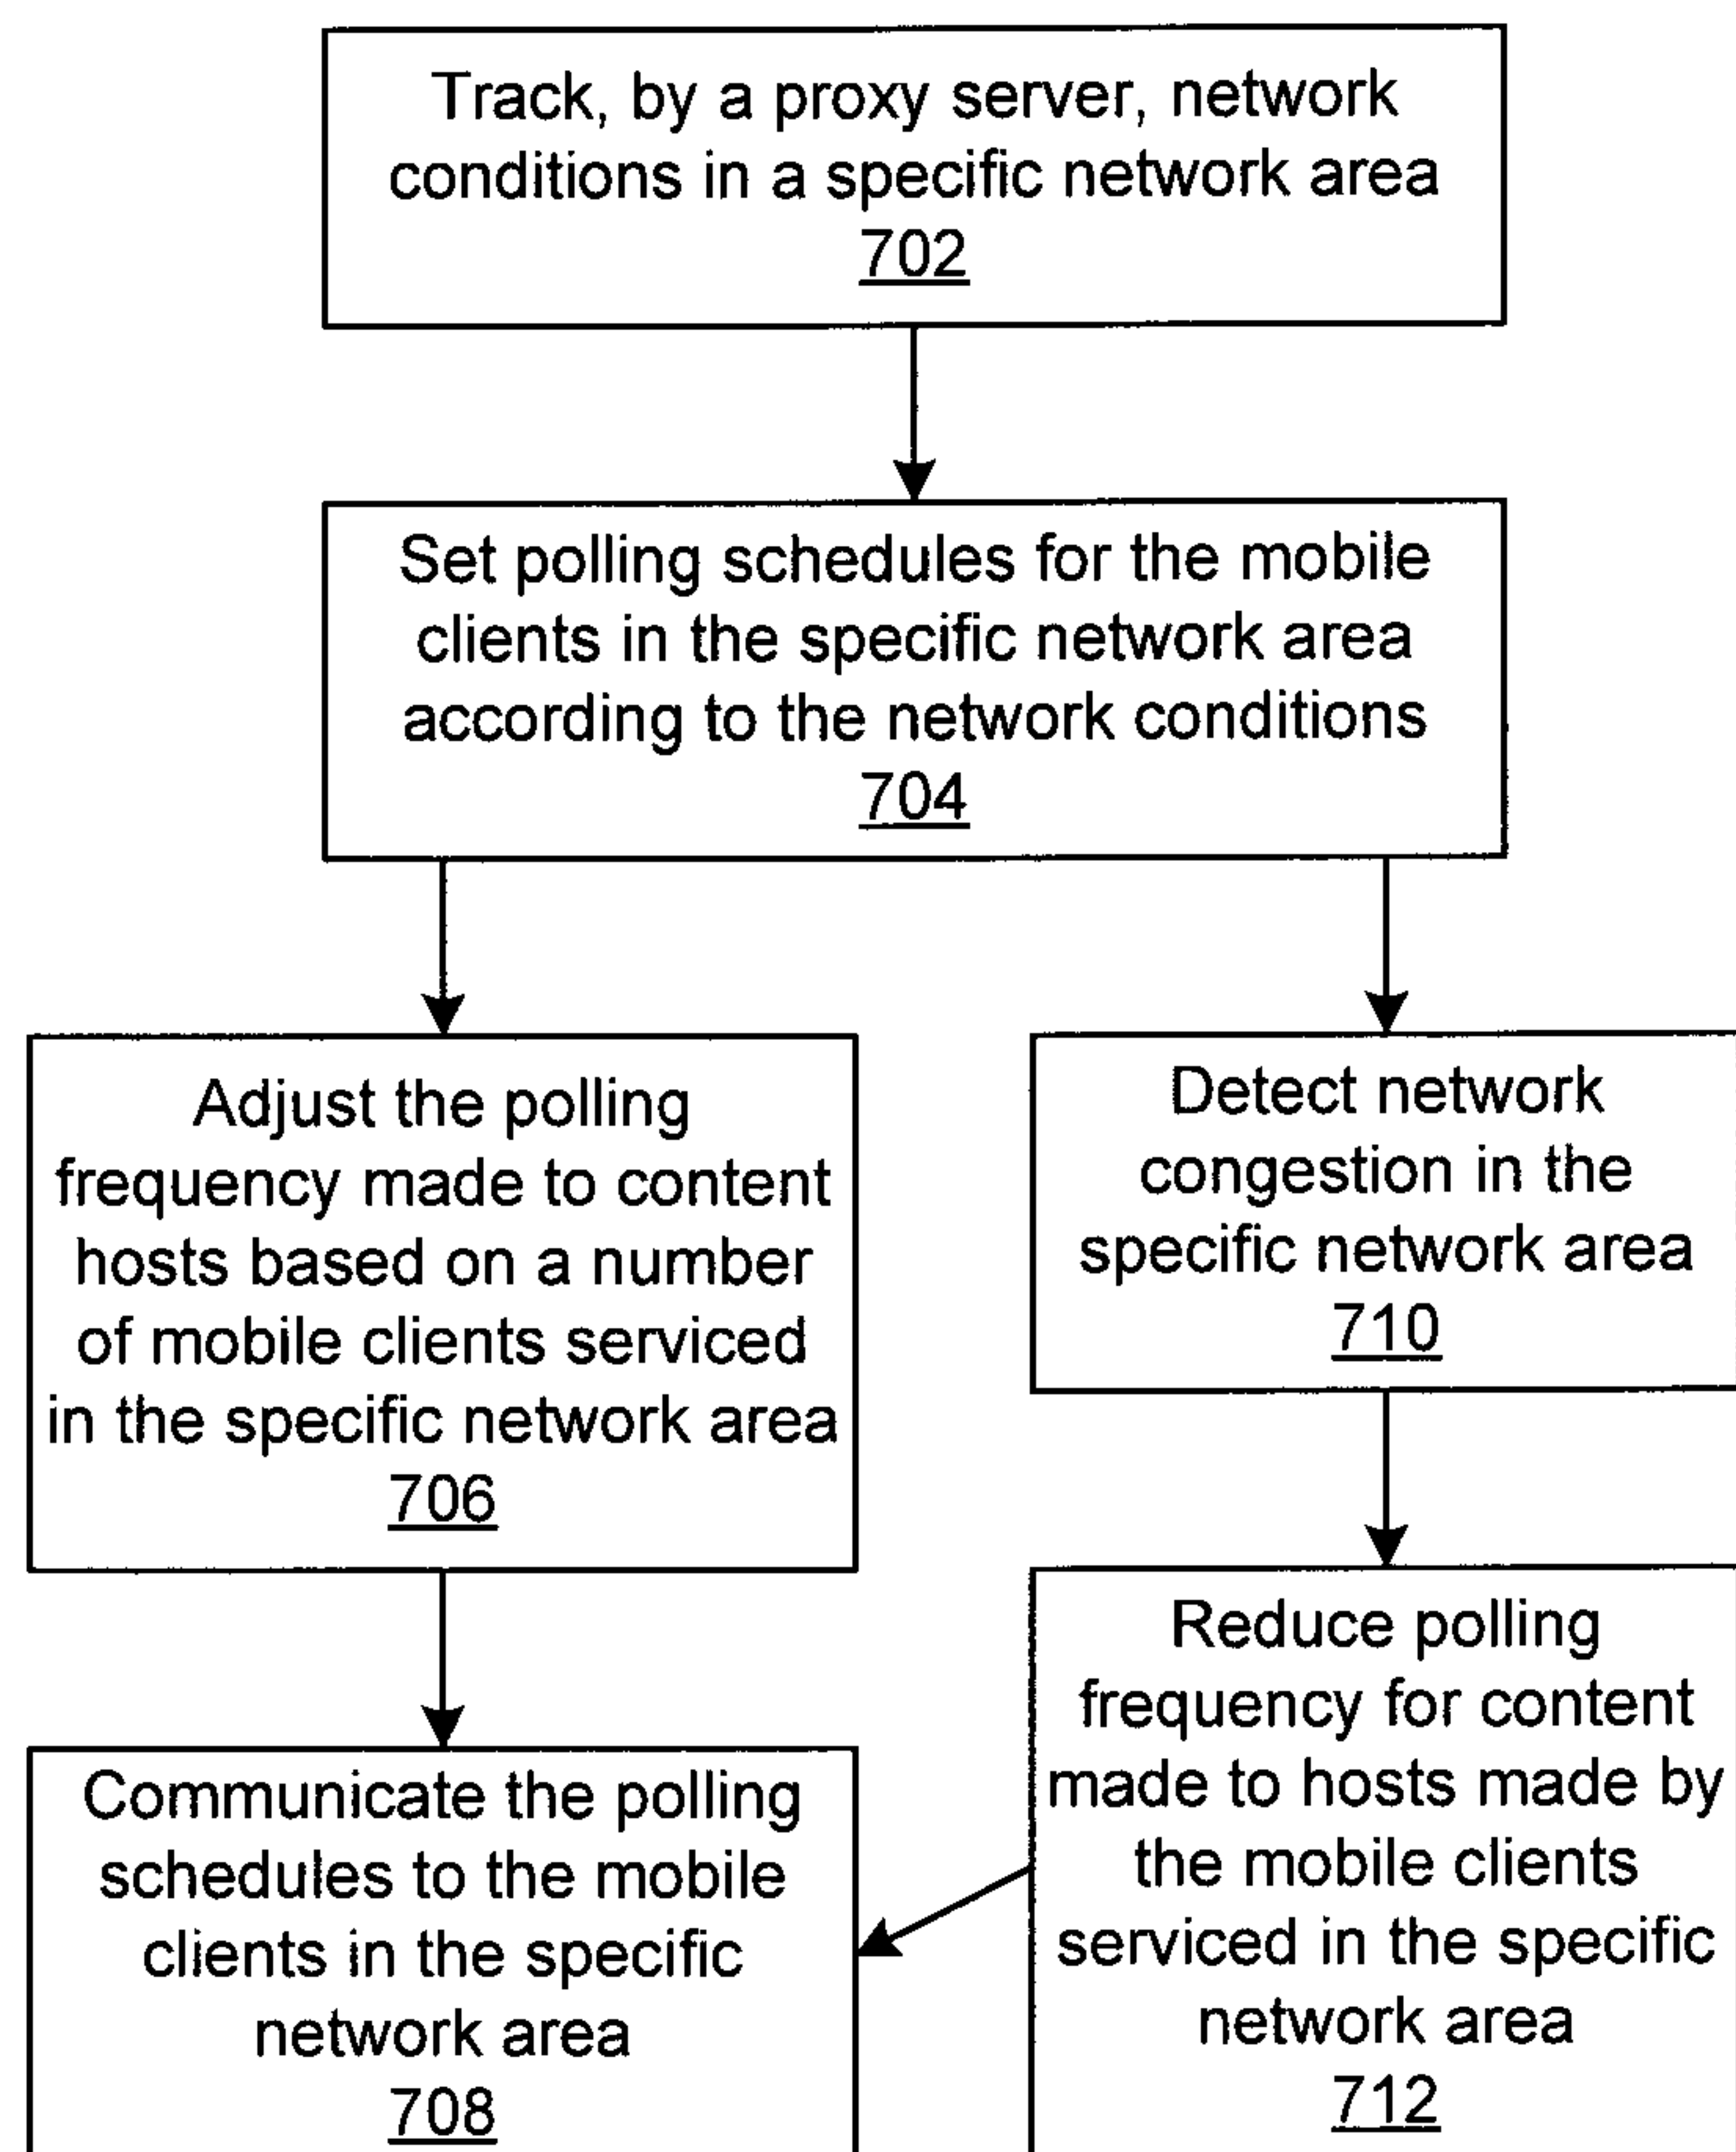 Track, by a proxy server, network
conditions in a specific network area
702
Set polling schedules for the mobile
clients in the specific network area
according to the network conditions
704
Adjust the polling
frequency made to content
hosts based on a number
of mobile clients serviced
in the specific network area
706
Communicate the polling
schedules to the mobile
clients in the specific
network area
708
Detect network
congestion in the
specific network area
710
Reduce polling
frequency for content
made to hosts made by
the mobile clients
serviced in the specific
network area
712